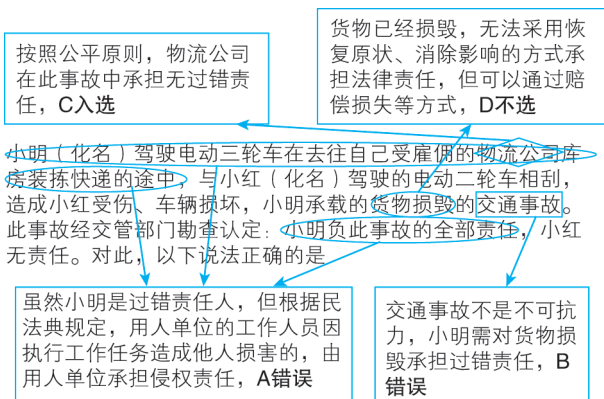 按照公平原则，物流公司
在此事故中承担无过错责
任，C入选
货物已经损毁，无法采用恢
复原状、消除影响的方式承
担法律责任，但可以通过赔
偿损失等方式，D不选
小明（化名）驾驶电动三轮车在去往自己受雇佣的物流公司库
房装拣快递的途中，与小红（化名）驾驶的电动二轮车相刮，
造成小红受伤、车辆损坏，小明承载的货物损毁的交通事故。
此事故经交管部门勘查认定：小明负此事故的全部责任，小红
无责任。对此，以下说法正确的是
虽然小明是过错责任人，但根据民
法典规定，用人单位的工作人员因
执行工作任务造成他人损害的，由
用人单位承担侵权责任，A错误
交通事故不是不可抗
力，小明需对货物损
毁承担过错责任，B
错误